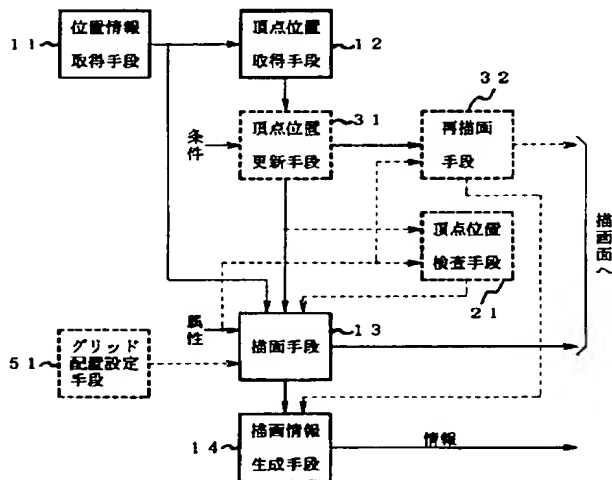 11
位置情報
取得手段
頂点位置
取得手段
12
32
条件
頂点位置
更新手段
31
再描画
手段
頂点位置
検査手段
21
描画面へ
属性
13
描画手段
51
グリッド
配置設定
手段
14
描画情報
生成手段
情報